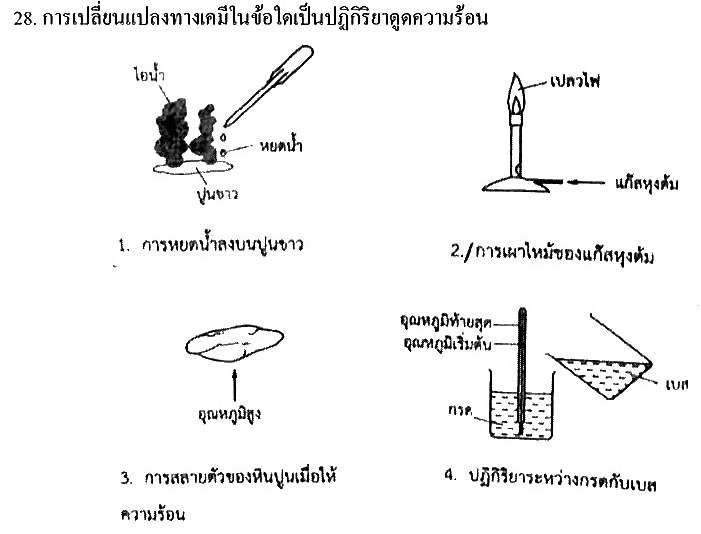 28. การเปลี่ยนแปลงทางเคมีในข้อใดเป็นปฏิกิริยาดูดความร้อน
ไอน้ำ
หยดน้ำ
ปูนขาว
1. การหยดน้ำลงบนปูนขาว
เปลวไฟ
แก๊สหุงต้ม
2./การเผาไหม้ของแก๊สหุงต้ม
อุณหภูมิสูง
3. การสลายตัวของหินปูนเมื่อให้
ความร้อน
อุณหภูมิท้ายสุด
อุณหภูมิเริ่มต้น
เบส
กรด
4. ปฏิกิริยาระหว่างกรดกับเบส